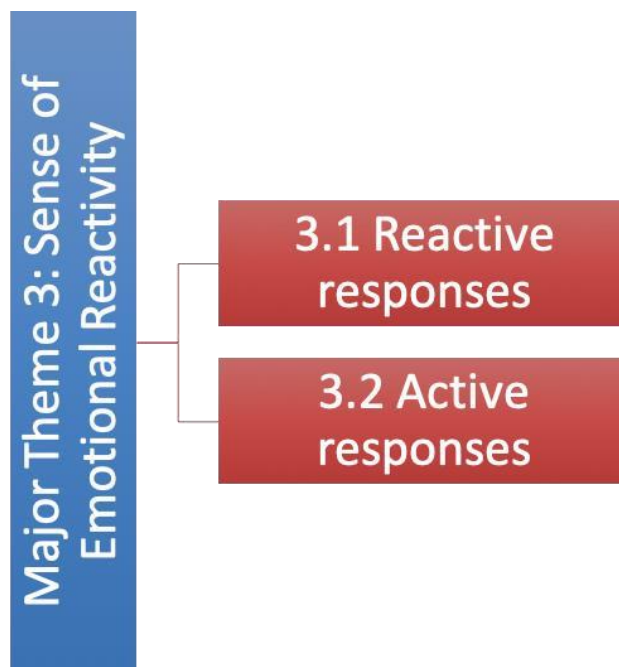 Major Theme 3: Sense of
Emotional Reactivity
3.1 Reactive
responses
3.2 Active
responses